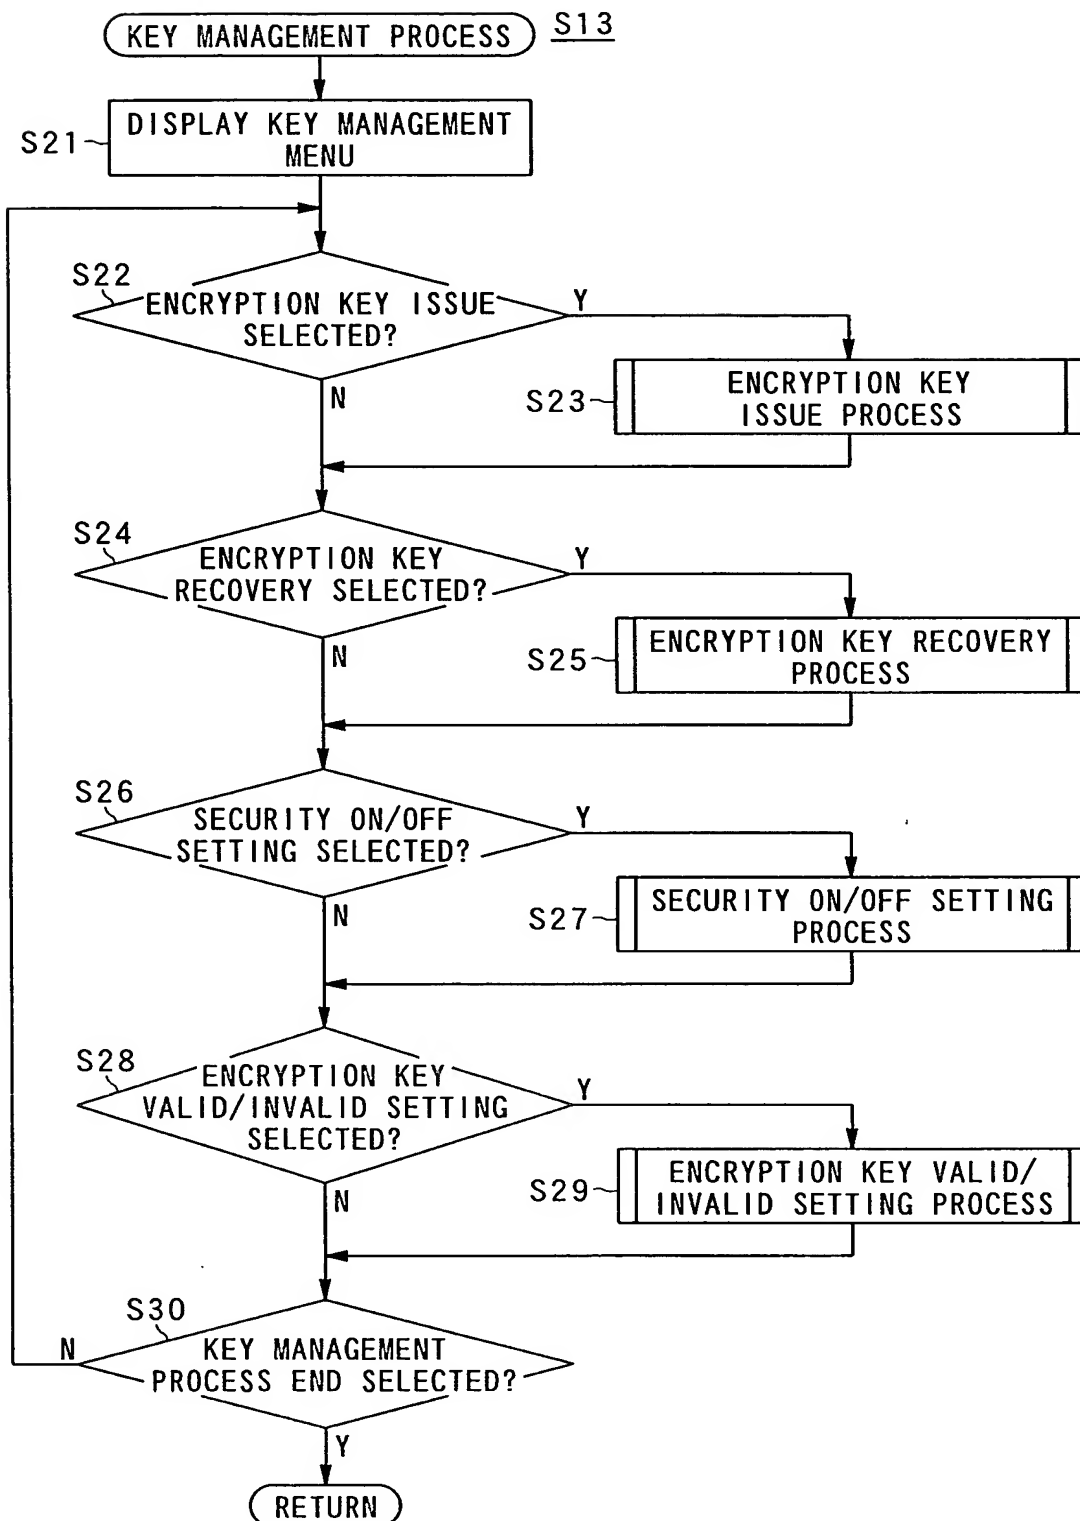 KEY MANAGEMENT PROCESS
S13
S21
DISPLAY KEY MANAGEMENT
MENU
S22
ENCRYPTION KEY ISSUE
SELECTED?
Y
N
S23
ENCRYPTION KEY
ISSUE PROCESS
S24
ENCRYPTION KEY
RECOVERY SELECTED?
Y
N
S25
ENCRYPTION KEY RECOVERY
PROCESS
S26
SECURITY ON/OFF
SETTING SELECTED?
Y
N
S27
SECURITY ON/OFF SETTING
PROCESS
S28
ENCRYPTION KEY
VALID/INVALID SETTING
SELECTED?
Y
N
S29
ENCRYPTION KEY VALID/
INVALID SETTING PROCESS
S30
KEY MANAGEMENT
PROCESS END SELECTED?
N
Y
RETURN